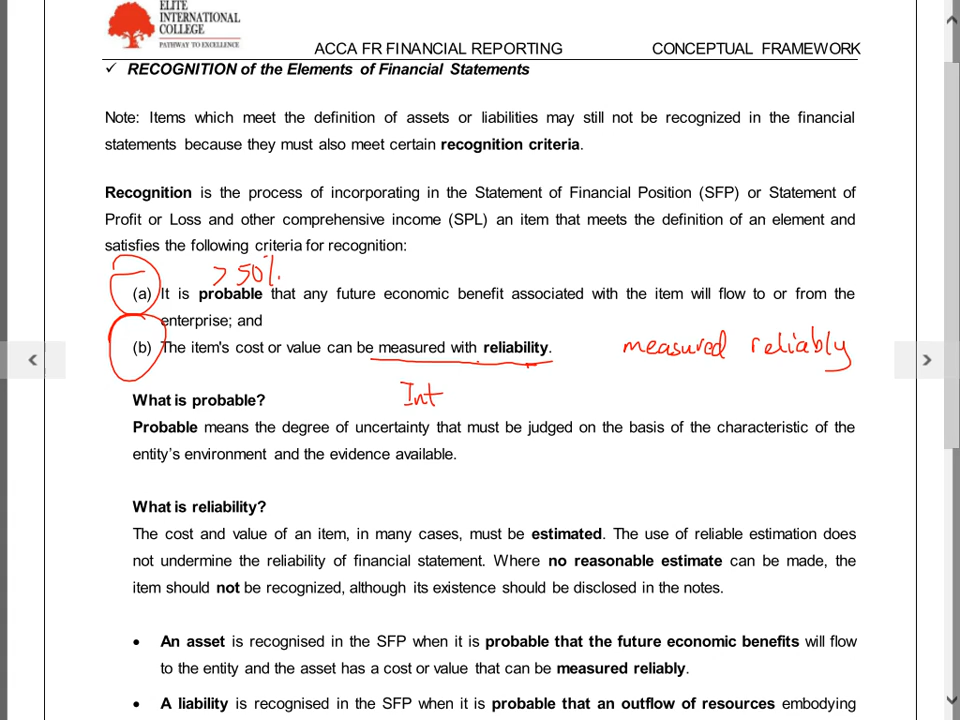 ELITE
INTERNATIONAL
COLLEGE
PATHWAY TO EXCELLENCE
ACCA FR FINANCIAL REPORTING CONCEPTUAL FRAMEWORK
✓ RECOGNITION of the Elements of Financial Statements
Note: Items which meet the definition of assets or liabilities may still not be recognized in the financial
statements because they must also meet certain recognition criteria.
Recognition is the process of incorporating in the Statement of Financial Position (SFP) or Statement of
Profit or Loss and other comprehensive income (SPL) an item that meets the definition of an element and
satisfies the following criteria for recognition:
> 50%
(a) It is probable that any future economic benefit associated with the item will flow to or from the
enterprise; and
(b) The item's cost or value can be measured with reliability.
measured reliably
Int
What is probable?
Probable means the degree of uncertainty that must be judged on the basis of the characteristic of the
entity's environment and the evidence available.
What is reliability?
The cost and value of an item, in many cases, must be estimated. The use of reliable estimation does
not undermine the reliability of financial statement. Where no reasonable estimate can be made, the
item should not be recognized, although its existence should be disclosed in the notes.
• An asset is recognised in the SFP when it is probable that the future economic benefits will flow
to the entity and the asset has a cost or value that can be measured reliably.
• A liability is recognised in the SFP when it is probable that an outflow of resources embodying